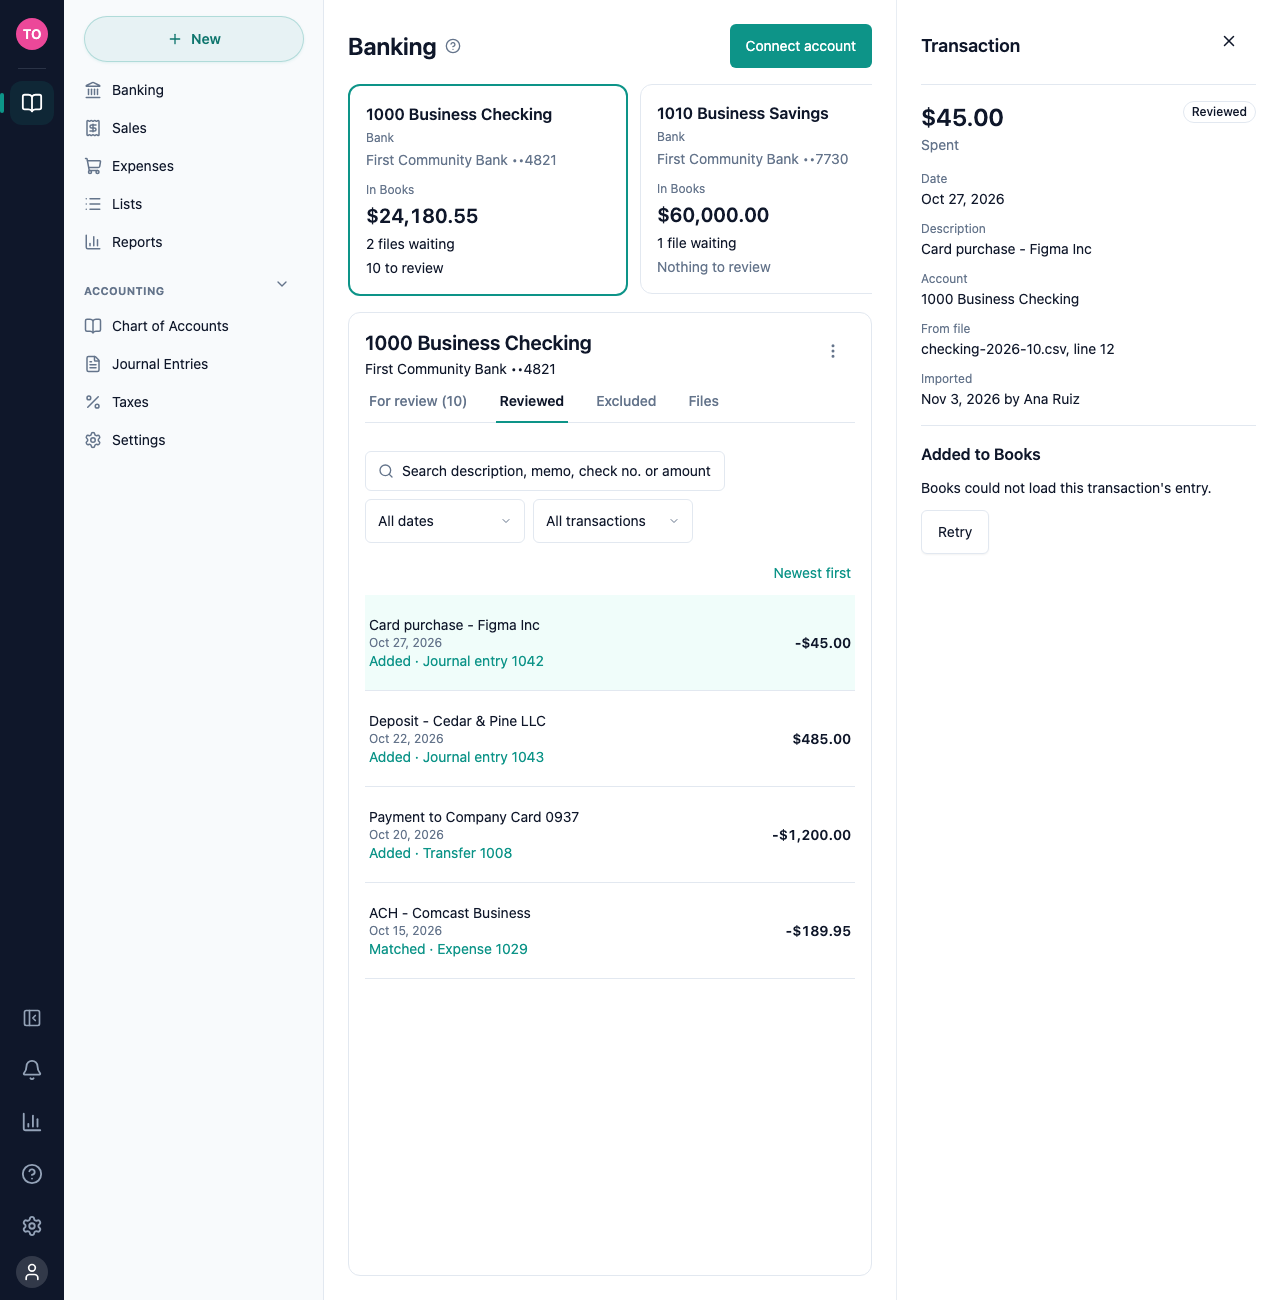 TO
New
Banking
Sales
Expenses
Lists
Reports
ACCOUNTING
Chart of Accounts
Journal Entries
Taxes
Settings
Banking
Connect account
1000 Business Checking
Bank
First Community Bank ••4821
In Books
$24,180.55
2 files waiting
10 to review
1010 Business Savings
Bank
First Community Bank ••7730
In Books
$60,000.00
1 file waiting
Nothing to review
1000 Business Checking
First Community Bank ••4821
For review (10)
Reviewed
Excluded
Files
Search description, memo, check no. or amount
All dates
All transactions
Newest first
Card purchase - Figma Inc
Oct 27, 2026
Added · Journal entry 1042
-$45.00
Deposit - Cedar & Pine LLC
Oct 22, 2026
Added · Journal entry 1043
$485.00
Payment to Company Card 0937
Oct 20, 2026
Added · Transfer 1008
-$1,200.00
ACH - Comcast Business
Oct 15, 2026
Matched · Expense 1029
-$189.95
Transaction
$45.00
Reviewed
Spent
Date
Oct 27, 2026
Description
Card purchase - Figma Inc
Account
1000 Business Checking
From file
checking-2026-10.csv, line 12
Imported
Nov 3, 2026 by Ana Ruiz
Added to Books
Books could not load this transaction's entry.
Retry